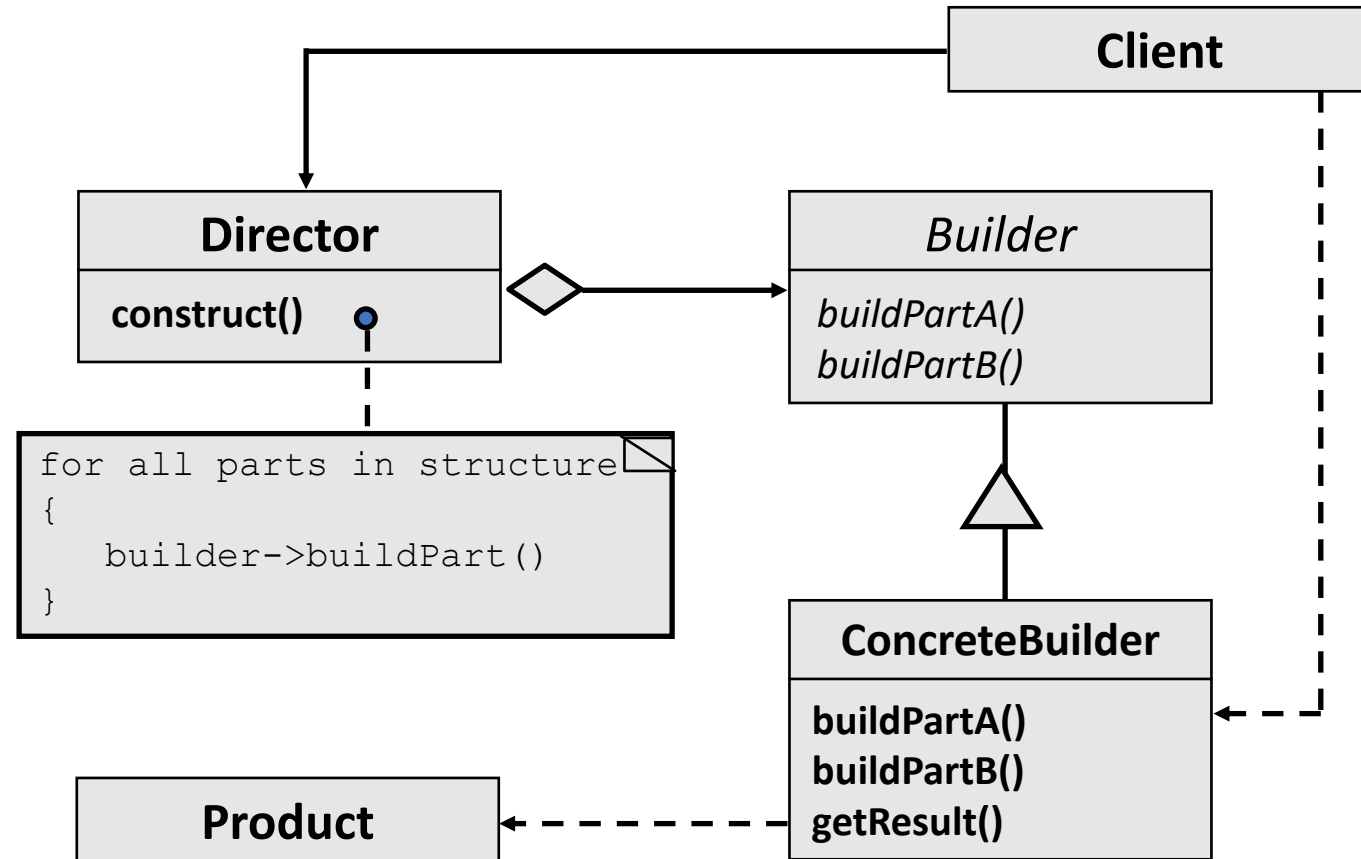 Client
Director
construct()
Builder
buildPartA()
buildPartB()
for all parts in structure
{
builder->buildPart()
}
ConcreteBuilder
buildPartA()
buildPartB()
getResult()
Product